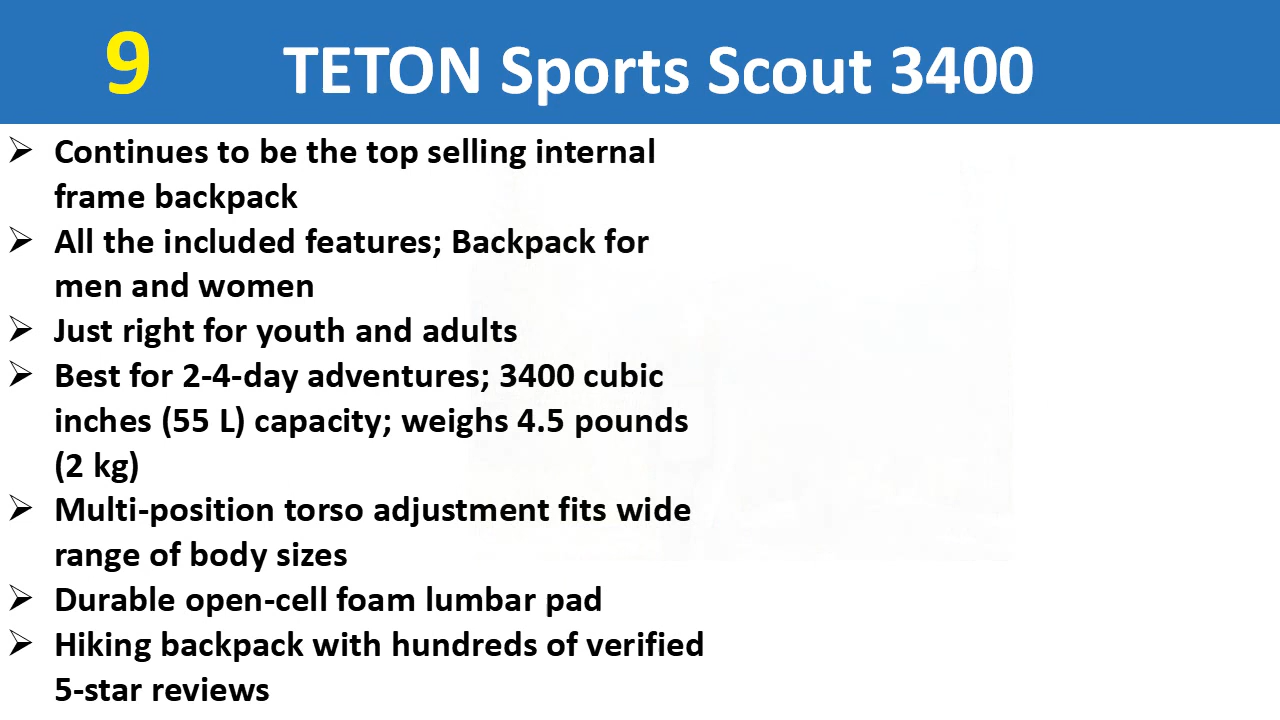 9 TETON Sports Scout 3400
➢ Continues to be the top selling internal
frame backpack
➢ All the included features; Backpack for
men and women
➢ Just right for youth and adults
➢ Best for 2-4-day adventures; 3400 cubic
inches (55 L) capacity; weighs 4.5 pounds
(2 kg)
➢ Multi-position torso adjustment fits wide
range of body sizes
➢ Durable open-cell foam lumbar pad
➢ Hiking backpack with hundreds of verified
5-star reviews